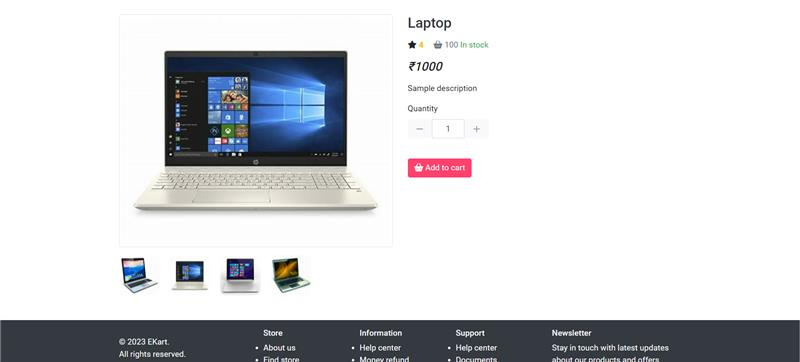 Laptop
4 100 In stock
₹1000
Sample description
Quantity
− 1 +
Add to cart
© 2023 EKart.
All rights reserved.
Store
About us
Find store
Information
Help center
Money refund
Support
Help center
Documents
Newsletter
Stay in touch with latest updates
about our products and offers